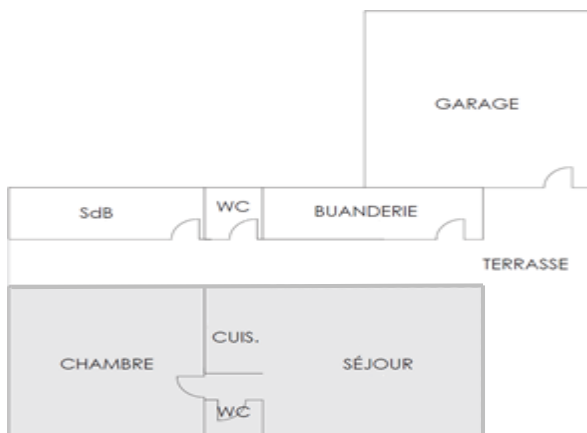 GARAGE
SdB
WC
BUANDERIE
TERRASSE
CHAMBRE
CUIS.
SÉJOUR
WC